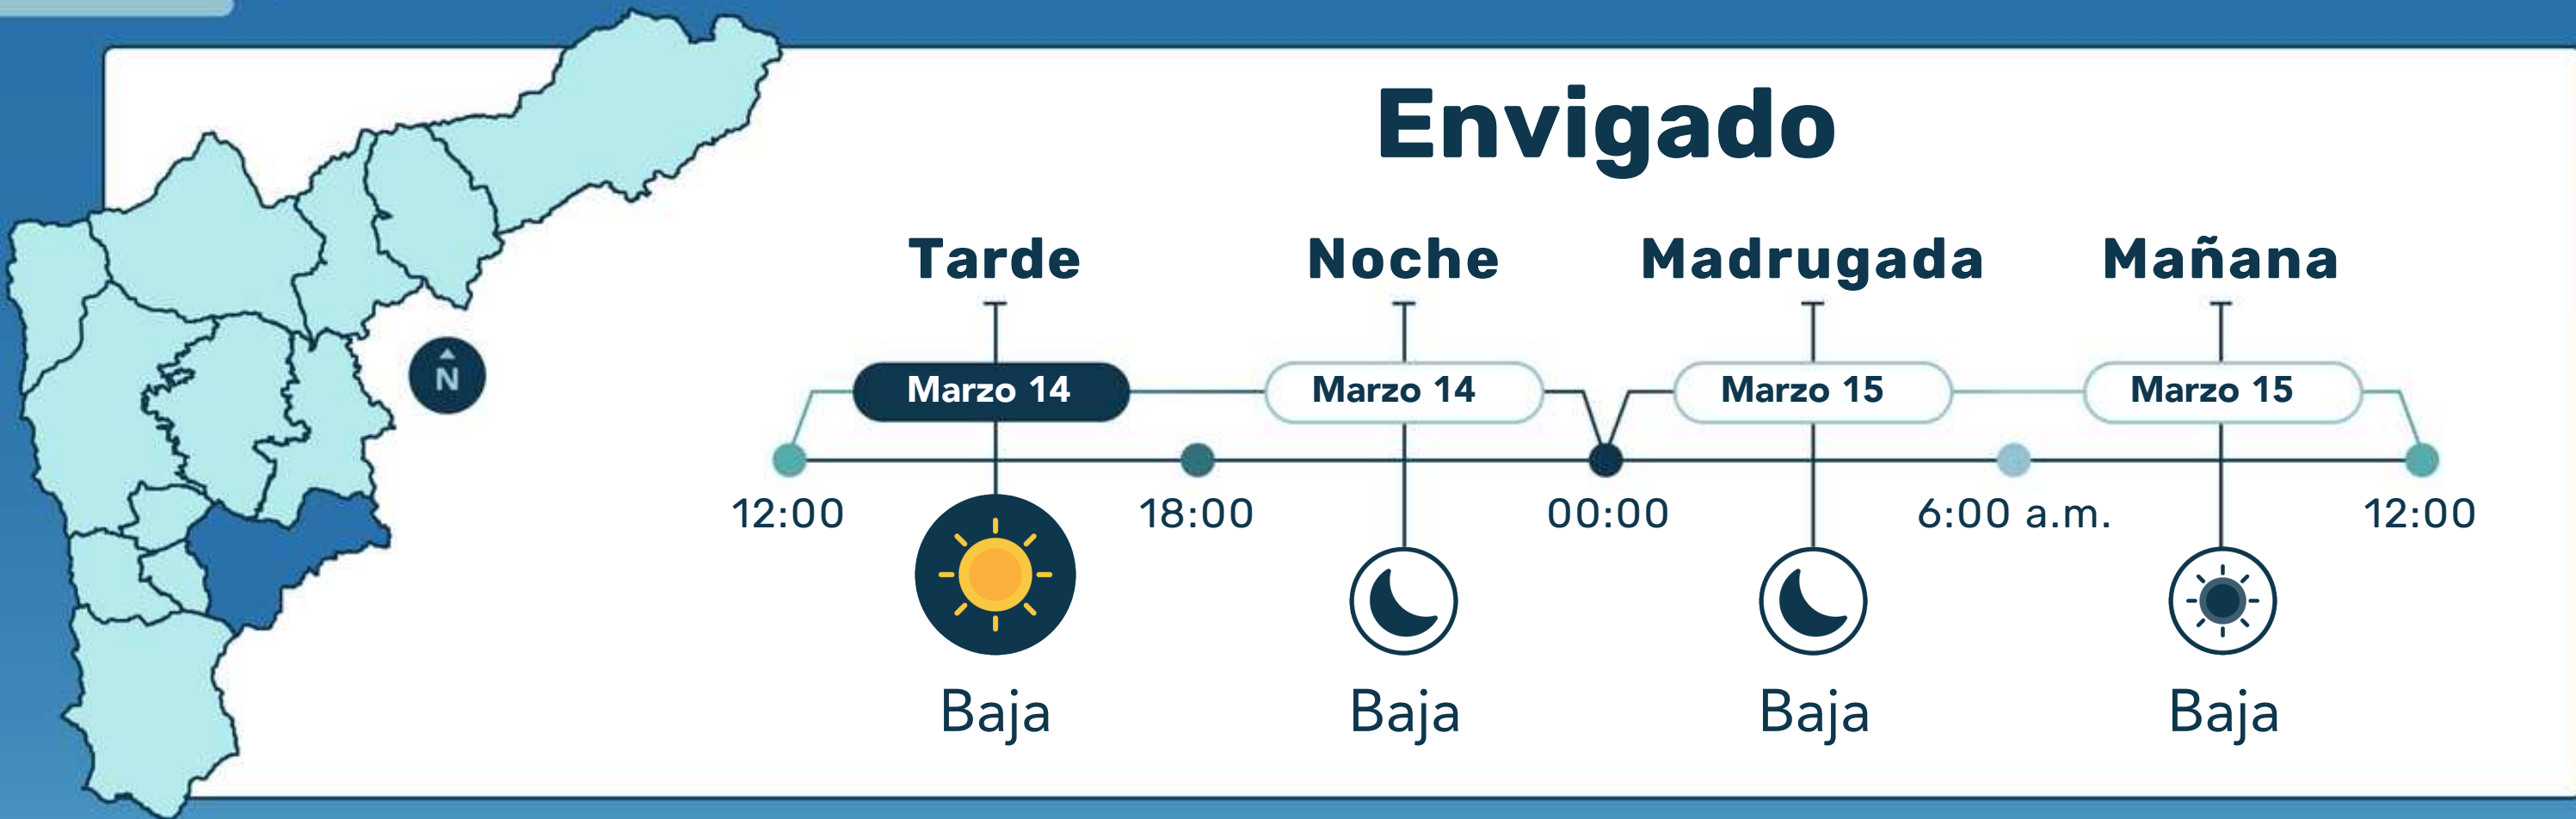 Envigado
Tarde Noche Madrugada Mañana
N
Marzo 14 Marzo 14 Marzo 15 Marzo 15
12:00 18:00 00:00 6:00 a.m. 12:00
Baja Baja Baja Baja